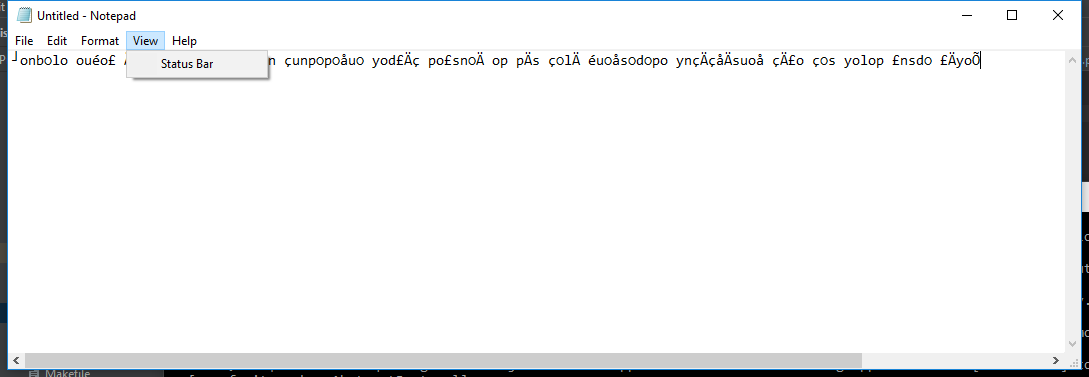 Untitled - Notepad
File Edit Format View Help
┘onbolo ouéo£ n çunpopoåuo yod£Äç po£snoÄ op pÄs çolÄ éuoåsodopo ynçÄçåÄsuoå çÄ£o ços yolop £nsdo £ÄyoÕ
Status Bar
Makefile